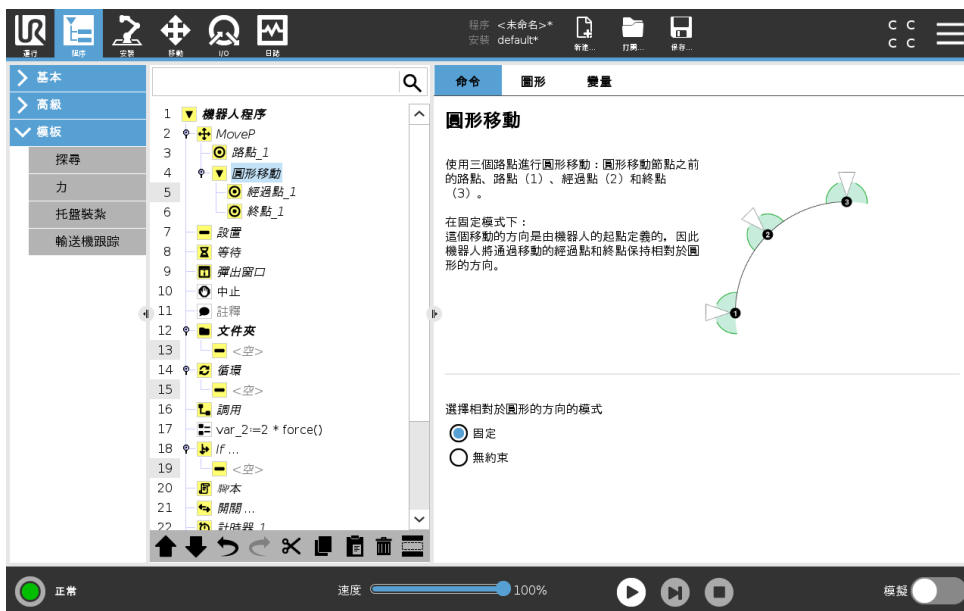 UR
運行
程序
安裝
移動
I/O
日誌
程序 <未命名>*
安裝 default*
新建...
打開...
保存...
C C
C C
基本
高級
模板
探尋
力
托盤裝紮
輸送機跟踪
1 機器人程序
2 MoveP
3 路點_1
4 圓形移動
5 經過點_1
6 終點_1
7 設置
8 等待
9 彈出窗口
10 中止
11 註釋
12 文件夾
13 <空>
14 循環
15 <空>
16 調用
17 var_2:=2 * force()
18 If ...
19 <空>
20 腳本
21 開關 ...
22 計時器_1
命令 圖形 變量
圓形移動
使用三個路點進行圓形移動：圓形移動節點之前
的路點、路點（1）、經過點（2）和終點
（3）。
在固定模式下：
這個移動的方向是由機器人的起點定義的，因此
機器人將通過移動的經過點和終點保持相對於圓
形的方向。
3
2
1
選擇相對於圓形的方向的模式
固定
無約束
正常
速度 100%
模擬